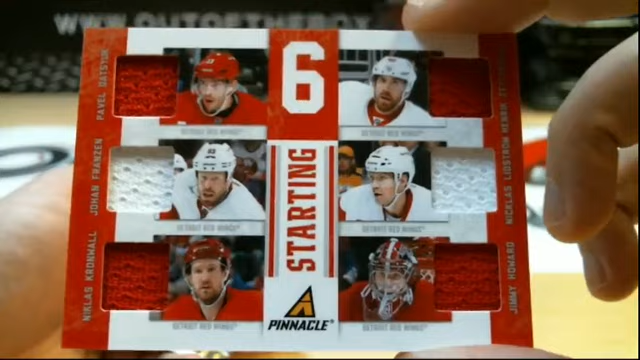 WWW.OUTOFTHEBOX
6
STARTING
PINNACLE
PAVEL DATSYUK
JOHAN FRANZEN
NIKLAS KRONWALL
HENRIK
NICKLAS LIDSTROM
JIMMY HOWARD
DETROIT RED WINGS
DETROIT RED WINGS
DETROIT RED WINGS
DETROIT RED WINGS
DETROIT RED WINGS
DETROIT RED WINGS